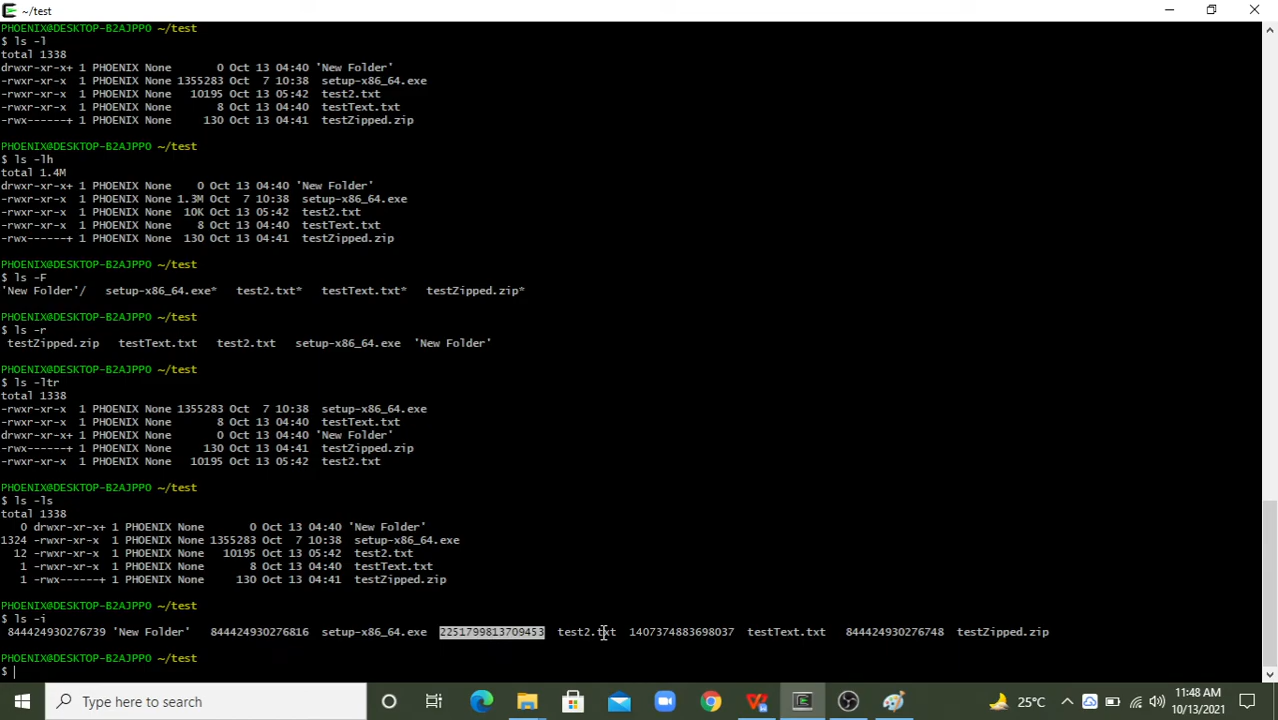 ~/test
PHOENIX@DESKTOP-B2AJPPO ~/test
$ ls -l
total 1338
drwxr-xr-x+ 1 PHOENIX None       0 Oct 13 04:40 'New Folder'
-rwxr-xr-x  1 PHOENIX None 1355283 Oct  7 10:38  setup-x86_64.exe
-rwxr-xr-x  1 PHOENIX None   10195 Oct 13 05:42  test2.txt
-rwxr-xr-x  1 PHOENIX None       8 Oct 13 04:40  testText.txt
-rwx------+ 1 PHOENIX None     130 Oct 13 04:41  testZipped.zip
PHOENIX@DESKTOP-B2AJPPO ~/test
$ ls -lh
total 1.4M
drwxr-xr-x+ 1 PHOENIX None    0 Oct 13 04:40 'New Folder'
-rwxr-xr-x  1 PHOENIX None 1.3M Oct  7 10:38  setup-x86_64.exe
-rwxr-xr-x  1 PHOENIX None  10K Oct 13 05:42  test2.txt
-rwxr-xr-x  1 PHOENIX None    8 Oct 13 04:40  testText.txt
-rwx------+ 1 PHOENIX None  130 Oct 13 04:41  testZipped.zip
PHOENIX@DESKTOP-B2AJPPO ~/test
$ ls -F
'New Folder'/   setup-x86_64.exe*   test2.txt*   testText.txt*   testZipped.zip*
PHOENIX@DESKTOP-B2AJPPO ~/test
$ ls -r
testZipped.zip   testText.txt   test2.txt   setup-x86_64.exe  'New Folder'
PHOENIX@DESKTOP-B2AJPPO ~/test
$ ls -ltr
total 1338
-rwxr-xr-x  1 PHOENIX None 1355283 Oct  7 10:38  setup-x86_64.exe
-rwxr-xr-x  1 PHOENIX None       8 Oct 13 04:40  testText.txt
drwxr-xr-x+ 1 PHOENIX None       0 Oct 13 04:40 'New Folder'
-rwx------+ 1 PHOENIX None     130 Oct 13 04:41  testZipped.zip
-rwxr-xr-x  1 PHOENIX None   10195 Oct 13 05:42  test2.txt
PHOENIX@DESKTOP-B2AJPPO ~/test
$ ls -ls
total 1338
   0 drwxr-xr-x+ 1 PHOENIX None       0 Oct 13 04:40 'New Folder'
1324 -rwxr-xr-x  1 PHOENIX None 1355283 Oct  7 10:38  setup-x86_64.exe
  12 -rwxr-xr-x  1 PHOENIX None   10195 Oct 13 05:42  test2.txt
   1 -rwxr-xr-x  1 PHOENIX None       8 Oct 13 04:40  testText.txt
   1 -rwx------+ 1 PHOENIX None     130 Oct 13 04:41  testZipped.zip
PHOENIX@DESKTOP-B2AJPPO ~/test
$ ls -i
844424930276739 'New Folder'   844424930276816  setup-x86_64.exe  2251799813709453  test2.txt  1407374883698037  testText.txt   844424930276748  testZipped.zip
PHOENIX@DESKTOP-B2AJPPO ~/test
$
Type here to search
25°C
11:48 AM
10/13/2021